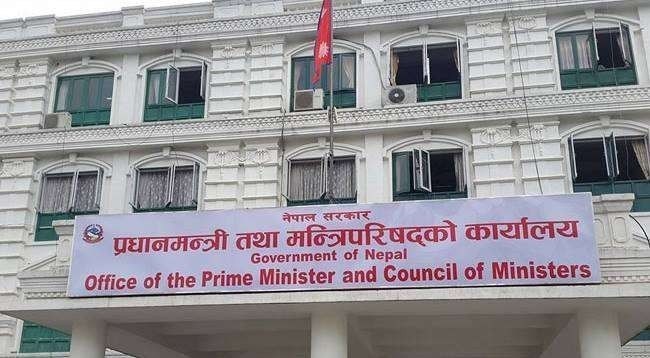 नेपाल सरकार
प्रधानमन्त्री तथा मन्त्रिपरिषद्को कार्यालय
Government of Nepal
Office of the Prime Minister and Council of Ministers